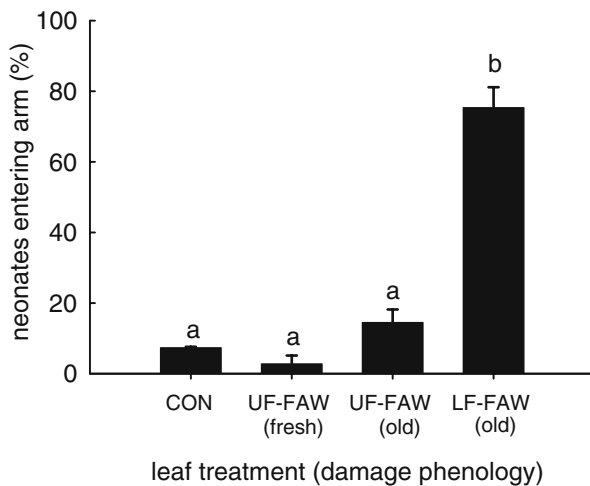 100
80
60
40
20
0
neonates entering arm (%)
a
a
a
b
CON
UF-FAW
(fresh)
UF-FAW
(old)
LF-FAW
(old)
leaf treatment (damage phenology)